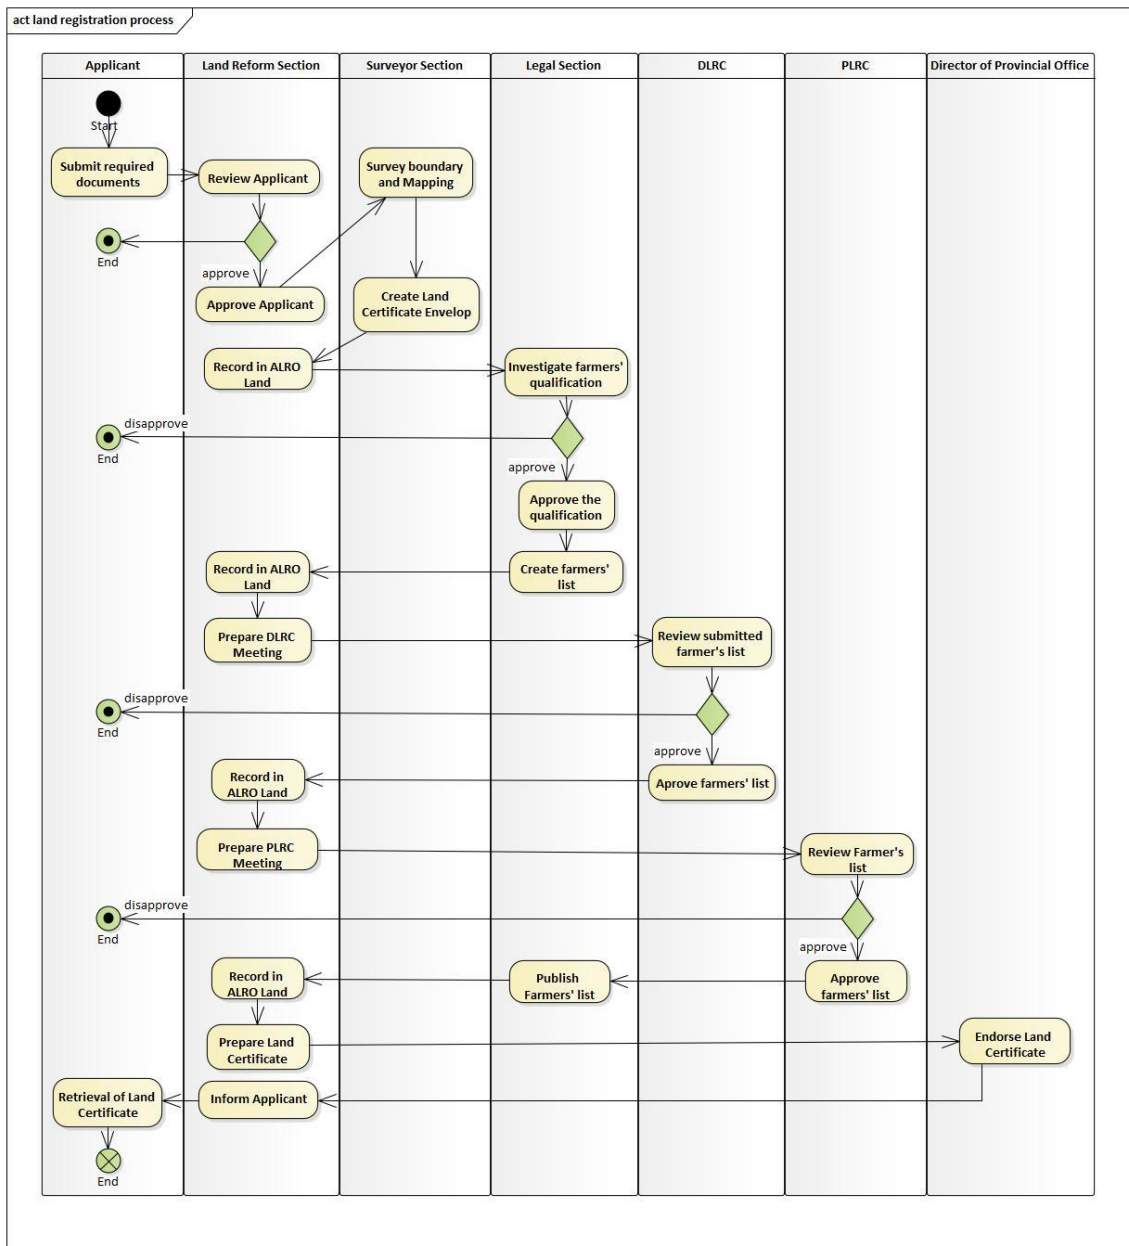 act land registration process
Applicant
Land Reform Section
Surveyor Section
Legal Section
DLRC
PLRC
Director of Provincial Office
Start
Submit required
documents
Review Applicant
Survey boundary
and Mapping
End
approve
Approve Applicant
Create Land
Certificate Envelop
Record in ALRO
Land
Investigate farmers'
qualification
disapprove
End
approve
Approve the
qualification
Record in ALRO
Land
Create farmers'
list
Prepare DLRC
Meeting
Review submitted
farmer's list
disapprove
End
approve
Record in
ALRO Land
Aprove farmers' list
Prepare PLRC
Meeting
Review Farmer's
list
disapprove
End
approve
Record in
ALRO Land
Publish
Farmers' list
Approve
farmers' list
Prepare Land
Certificate
Endorse Land
Certificate
Retrieval of Land
Certificate
Inform Applicant
End